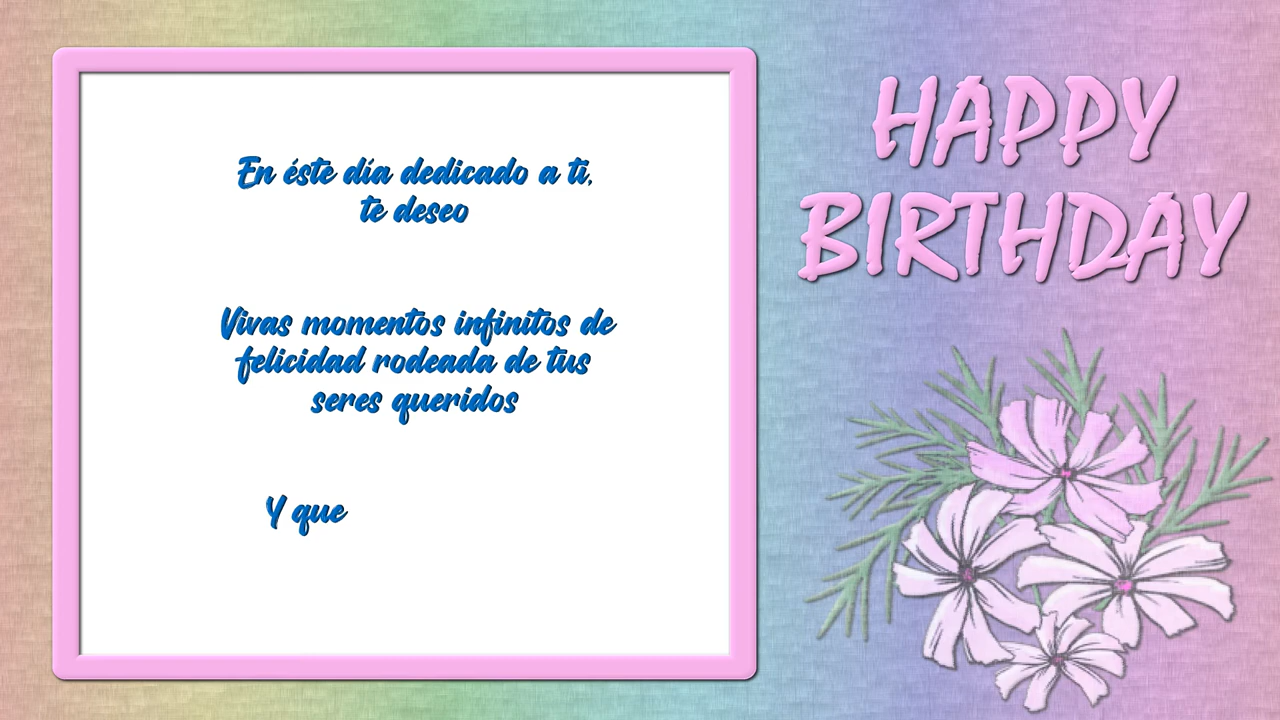 En éste día dedicado a ti,
te deseo
Vivas momentos infinitos de
felicidad rodeada de tus
seres queridos
Y que
HAPPY
BIRTHDAY